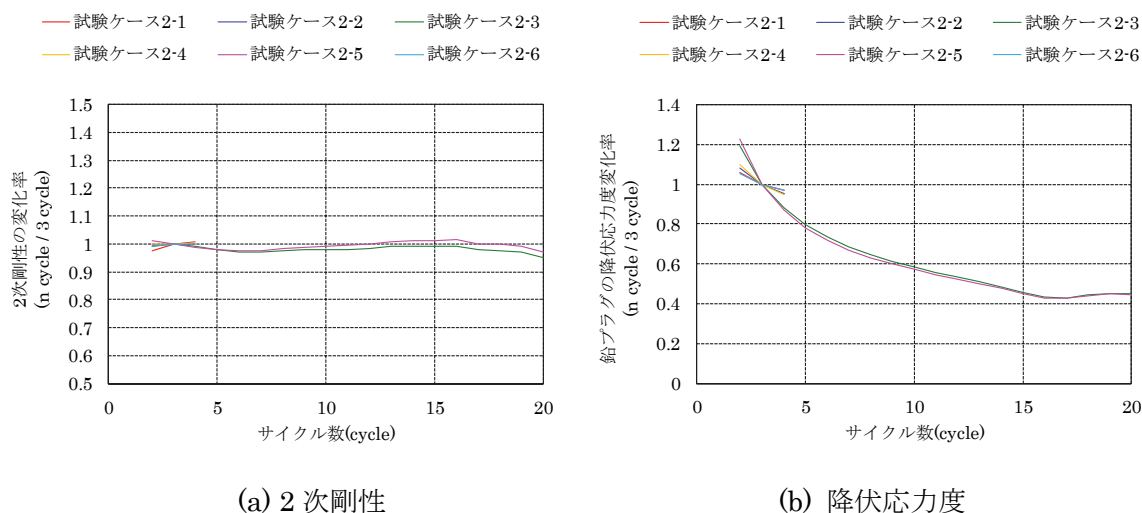 試験ケース2-1 試験ケース2-2 試験ケース2-3
試験ケース2-4 試験ケース2-5 試験ケース2-6
2次剛性の変化率
(n cycle / 3 cycle)
1.5
1.4
1.3
1.2
1.1
1
0.9
0.8
0.7
0.6
0.5
0 5 10 15 20
サイクル数(cycle)
(a) 2 次剛性
試験ケース2-1 試験ケース2-2 試験ケース2-3
試験ケース2-4 試験ケース2-5 試験ケース2-6
鉛プラグの降伏応力度変化率
(n cycle / 3 cycle)
1.4
1.2
1
0.8
0.6
0.4
0.2
0
0 5 10 15 20
サイクル数(cycle)
(b) 降伏応力度